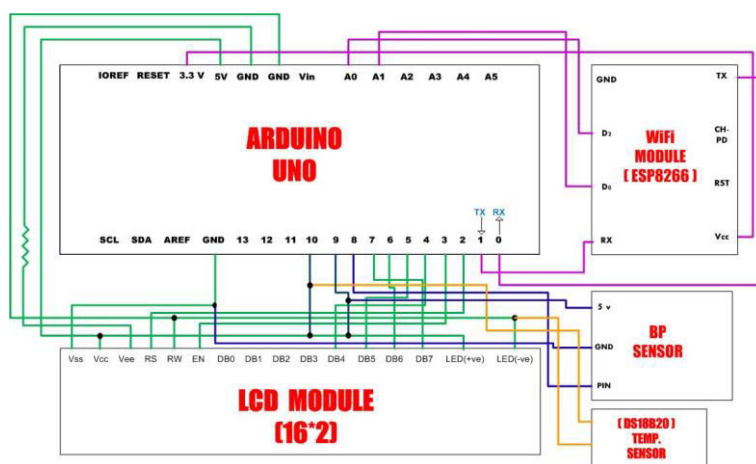 IOREF RESET 3.3 V 5V GND GND Vin A0 A1 A2 A3 A4 A5
ARDUINO
UNO
TX RX
SCL SDA AREF GND 13 12 11 10 9 8 7 6 5 4 3 2 1 0
GND TX
D2 CH-
PD
WiFi
MODULE
( ESP8266 )
D0 RST
RX Vcc
5 v
GND
PIN
BP
SENSOR
Vss Vcc Vee RS RW EN DB0 DB1 DB2 DB3 DB4 DB5 DB6 DB7 LED(+ve) LED(-ve)
LCD MODULE
(16*2)
( DS18B20 )
TEMP.
SENSOR